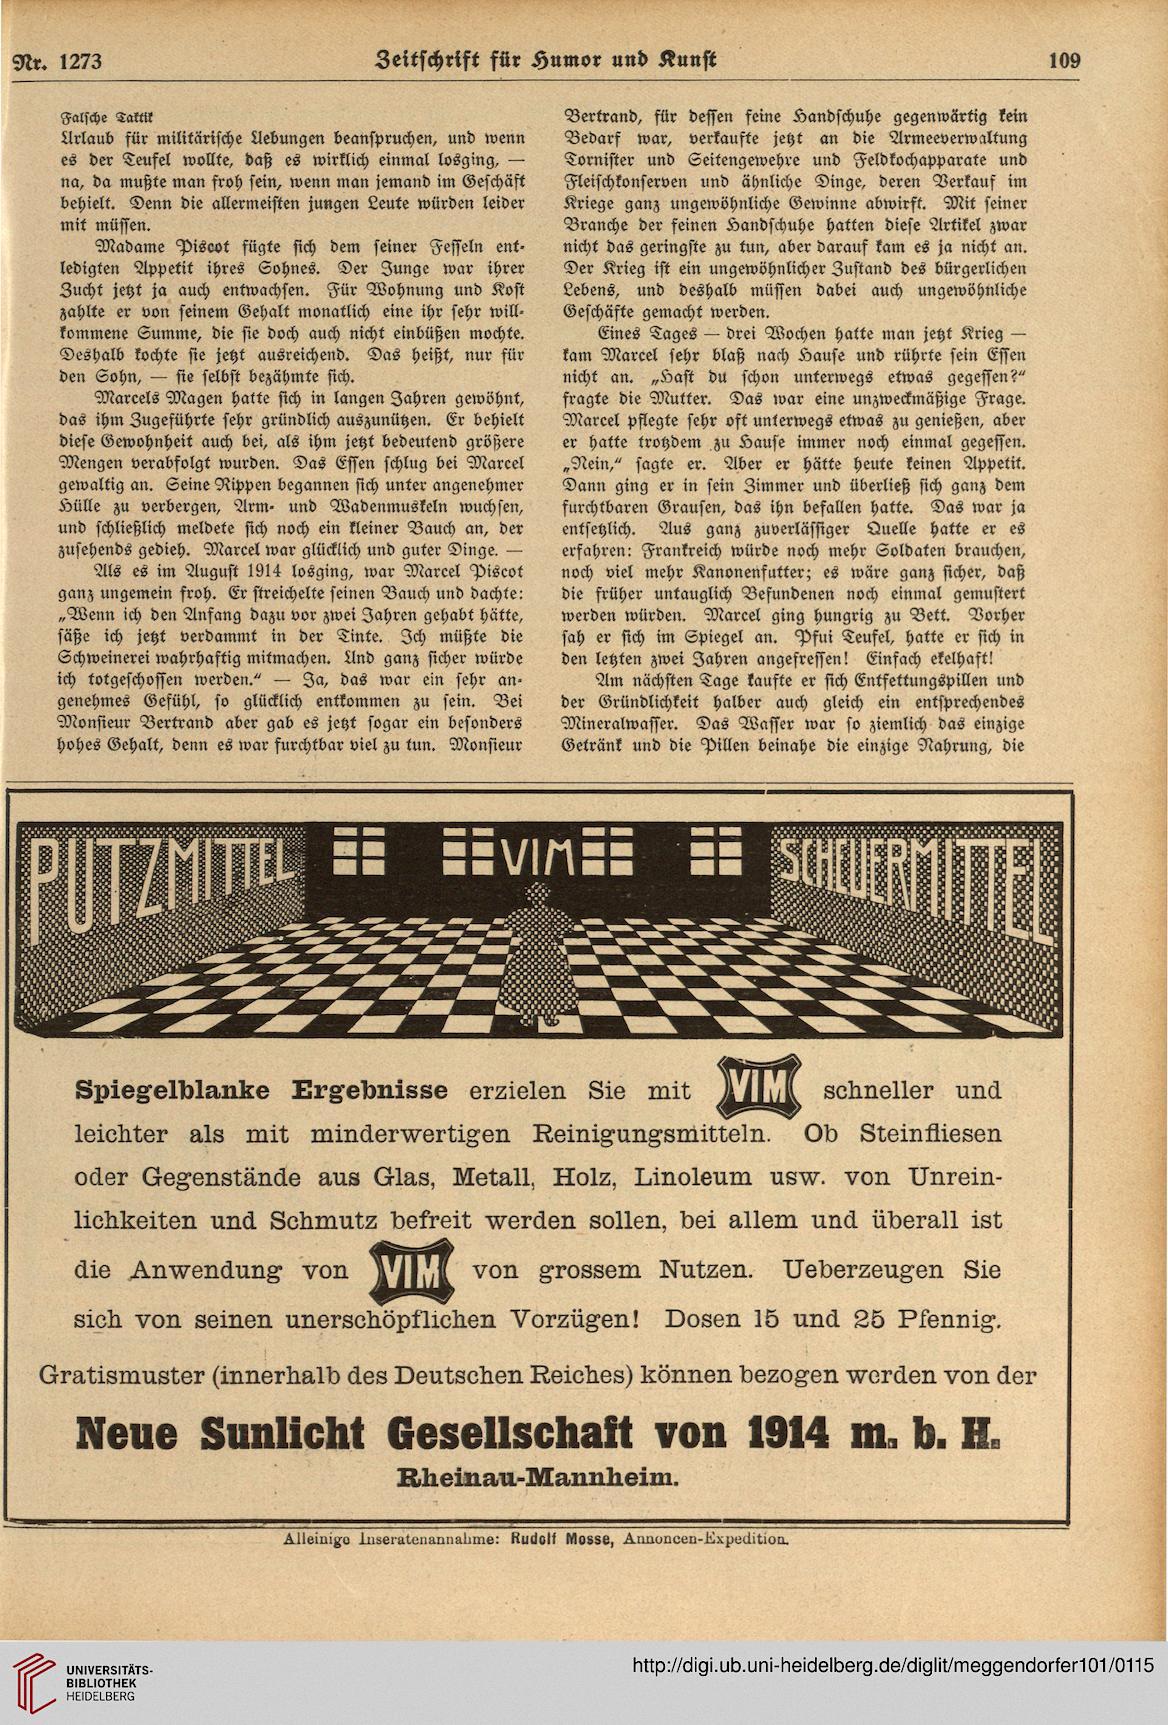 Nr. 1273 Zeitschrift für Humor und Kunst 109
Falsche Taktik
Urlaub für militärische Uebungen beanspruchen, und wenn
es der Teufel wollte, daß es wirklich einmal losging, —
na, da mußte man froh sein, wenn man jemand im Geschäft
behielt. Denn die allermeisten jungen Leute würden leider
mit müssen.
Madame Piscot fügte sich dem seiner Fesseln ent-
ledigten Appetit ihres Sohnes. Der Junge war ihrer
Zucht jetzt ja auch entwachsen. Für Wohnung und Kost
zahlte er von seinem Gehalt monatlich eine ihr sehr will-
kommene Summe, die sie doch auch nicht einbüßen mochte.
Deshalb kochte sie jetzt ausreichend. Das heißt, nur für
den Sohn, — sie selbst bezähmte sich.
Marcels Magen hatte sich in langen Jahren gewöhnt,
das ihm Zugeführte sehr gründlich auszunützen. Er behielt
diese Gewohnheit auch bei, als ihm jetzt bedeutend größere
Mengen verabfolgt wurden. Das Essen schlug bei Marcel
gewaltig an. Seine Rippen begannen sich unter angenehmer
Hülle zu verbergen, Arm- und Wadenmuskeln wuchsen,
und schließlich meldete sich noch ein kleiner Bauch an, der
zusehends gedieh. Marcel war glücklich und guter Dinge. —
Als es im August 1914 losging, war Marcel Piscot
ganz ungemein froh. Er streichelte seinen Bauch und dachte:
„Wenn ich den Anfang dazu vor zwei Jahren gehabt hätte,
säße ich jetzt verdammt in der Tinte. Ich müßte die
Schweinerei wahrhaftig mitmachen. Und ganz sicher würde
ich totgeschossen werden.“ — Ja, das war ein sehr an-
genehmes Gefühl, so glücklich entkommen zu sein. Bei
Monsieur Bertrand aber gab es jetzt sogar ein besonders
hohes Gehalt, denn es war furchtbar viel zu tun. Monsieur
Bertrand, für dessen feine Handschuhe gegenwärtig kein
Bedarf war, verkaufte jetzt an die Armeeverwaltung
Tornister und Seitengewehre und Feldkochapparate und
Fleischkonserven und ähnliche Dinge, deren Verkauf im
Kriege ganz ungewöhnliche Gewinne abwirft. Mit seiner
Branche der feinen Handschuhe hatten diese Artikel zwar
nicht das geringste zu tun, aber darauf kam es ja nicht an.
Der Krieg ist ein ungewöhnlicher Zustand des bürgerlichen
Lebens, und deshalb müssen dabei auch ungewöhnliche
Geschäfte gemacht werden.
Eines Tages — drei Wochen hatte man jetzt Krieg —
kam Marcel sehr blaß nach Hause und rührte sein Essen
nicht an. „Hast du schon unterwegs etwas gegessen?“
fragte die Mutter. Das war eine unzweckmäßige Frage.
Marcel pflegte sehr oft unterwegs etwas zu genießen, aber
er hatte trotzdem zu Hause immer noch einmal gegessen.
„Nein,“ sagte er. Aber er hätte heute keinen Appetit.
Dann ging er in sein Zimmer und überließ sich ganz dem
furchtbaren Grausen, das ihn befallen hatte. Das war ja
entsetzlich. Aus ganz zuverlässiger Quelle hatte er es
erfahren: Frankreich würde noch mehr Soldaten brauchen,
noch viel mehr Kanonenfutter; es wäre ganz sicher, daß
die früher untauglich Befundenen noch einmal gemustert
werden würden. Marcel ging hungrig zu Bett. Vorher
sah er sich im Spiegel an. Pfui Teufel, hatte er sich in
den letzten zwei Jahren angefressen! Einfach ekelhaft!
Am nächsten Tage kaufte er sich Entfettungspillen und
der Gründlichkeit halber auch gleich ein entsprechendes
Mineralwasser. Das Wasser war so ziemlich das einzige
Getränk und die Pillen beinahe die einzige Nahrung, die
PUTZMITTEL VIM SCHEUERMITTEL
Spiegelblanke Ergebnisse erzielen Sie mit VIM schneller und
leichter als mit minderwertigen Reinigungsmitteln. Ob Steinfliesen
oder Gegenstände aus Glas, Metall, Holz, Linoleum usw. von Unrein-
lichkeiten und Schmutz befreit werden sollen, bei allem und überall ist
die Anwendung von VIM von grossem Nutzen. Ueberzeugen Sie
sich von seinen unerschöpflichen Vorzügen! Dosen 15 und 25 Pfennig.
Gratismuster (innerhalb des Deutschen Reiches) können bezogen werden von der
Neue Sunlicht Gesellschaft von 1914 m. b. H.
Rheinau-Mannheim.
Alleinige Inseratenannahme: Rudolf Mosse, Annoncen-Expedition.
UNIVERSITÄTS-
BIBLIOTHEK
HEIDELBERG
http://digi.ub.uni-heidelberg.de/diglit/meggendorfer101/0115